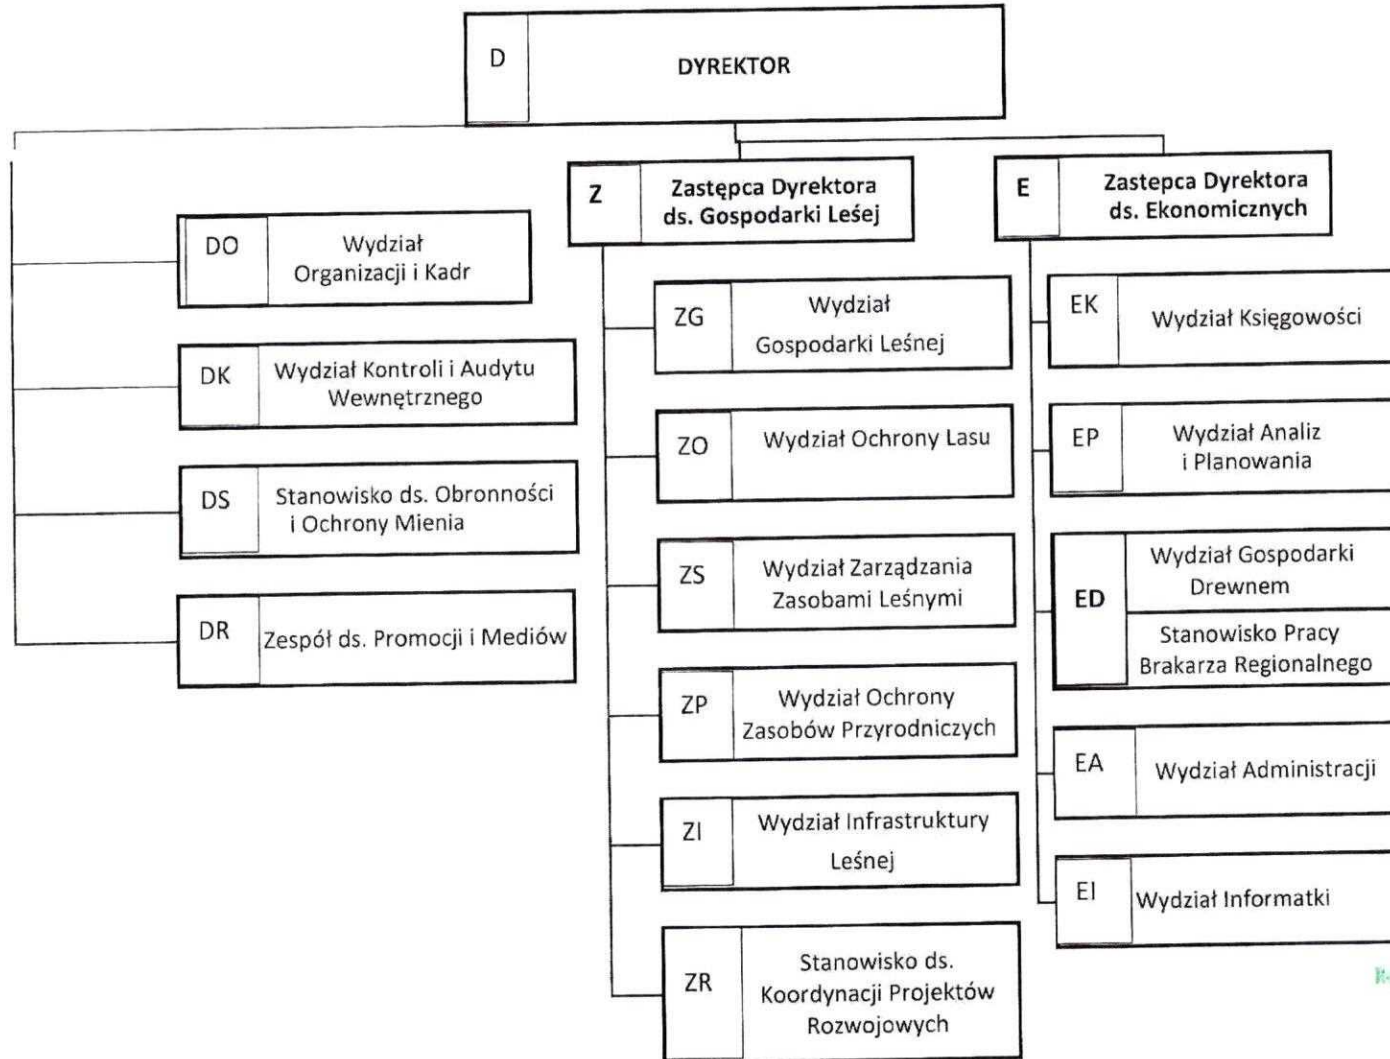 D
DYREKTOR
DO
Wydział
Organizacji i Kadr
DK
Wydział Kontroli i Audytu
Wewnętrznego
DS
Stanowisko ds. Obronności
i Ochrony Mienia
DR
Zespół ds. Promocji i Mediów
Z
Zastępca Dyrektora
ds. Gospodarki Leśej
ZG
Wydział
Gospodarki Leśnej
ZO
Wydział Ochrony Lasu
ZS
Wydział Zarządzania
Zasobami Leśnymi
ZP
Wydział Ochrony
Zasobów Przyrodniczych
ZI
Wydział Infrastruktury
Leśnej
ZR
Stanowisko ds.
Koordynacji Projektów
Rozwojowych
E
Zastepca Dyrektora
ds. Ekonomicznych
EK
Wydział Księgowości
EP
Wydział Analiz
i Planowania
ED
Wydział Gospodarki
Drewnem
Stanowisko Pracy
Brakarza Regionalnego
EA
Wydział Administracji
EI
Wydział Informatki